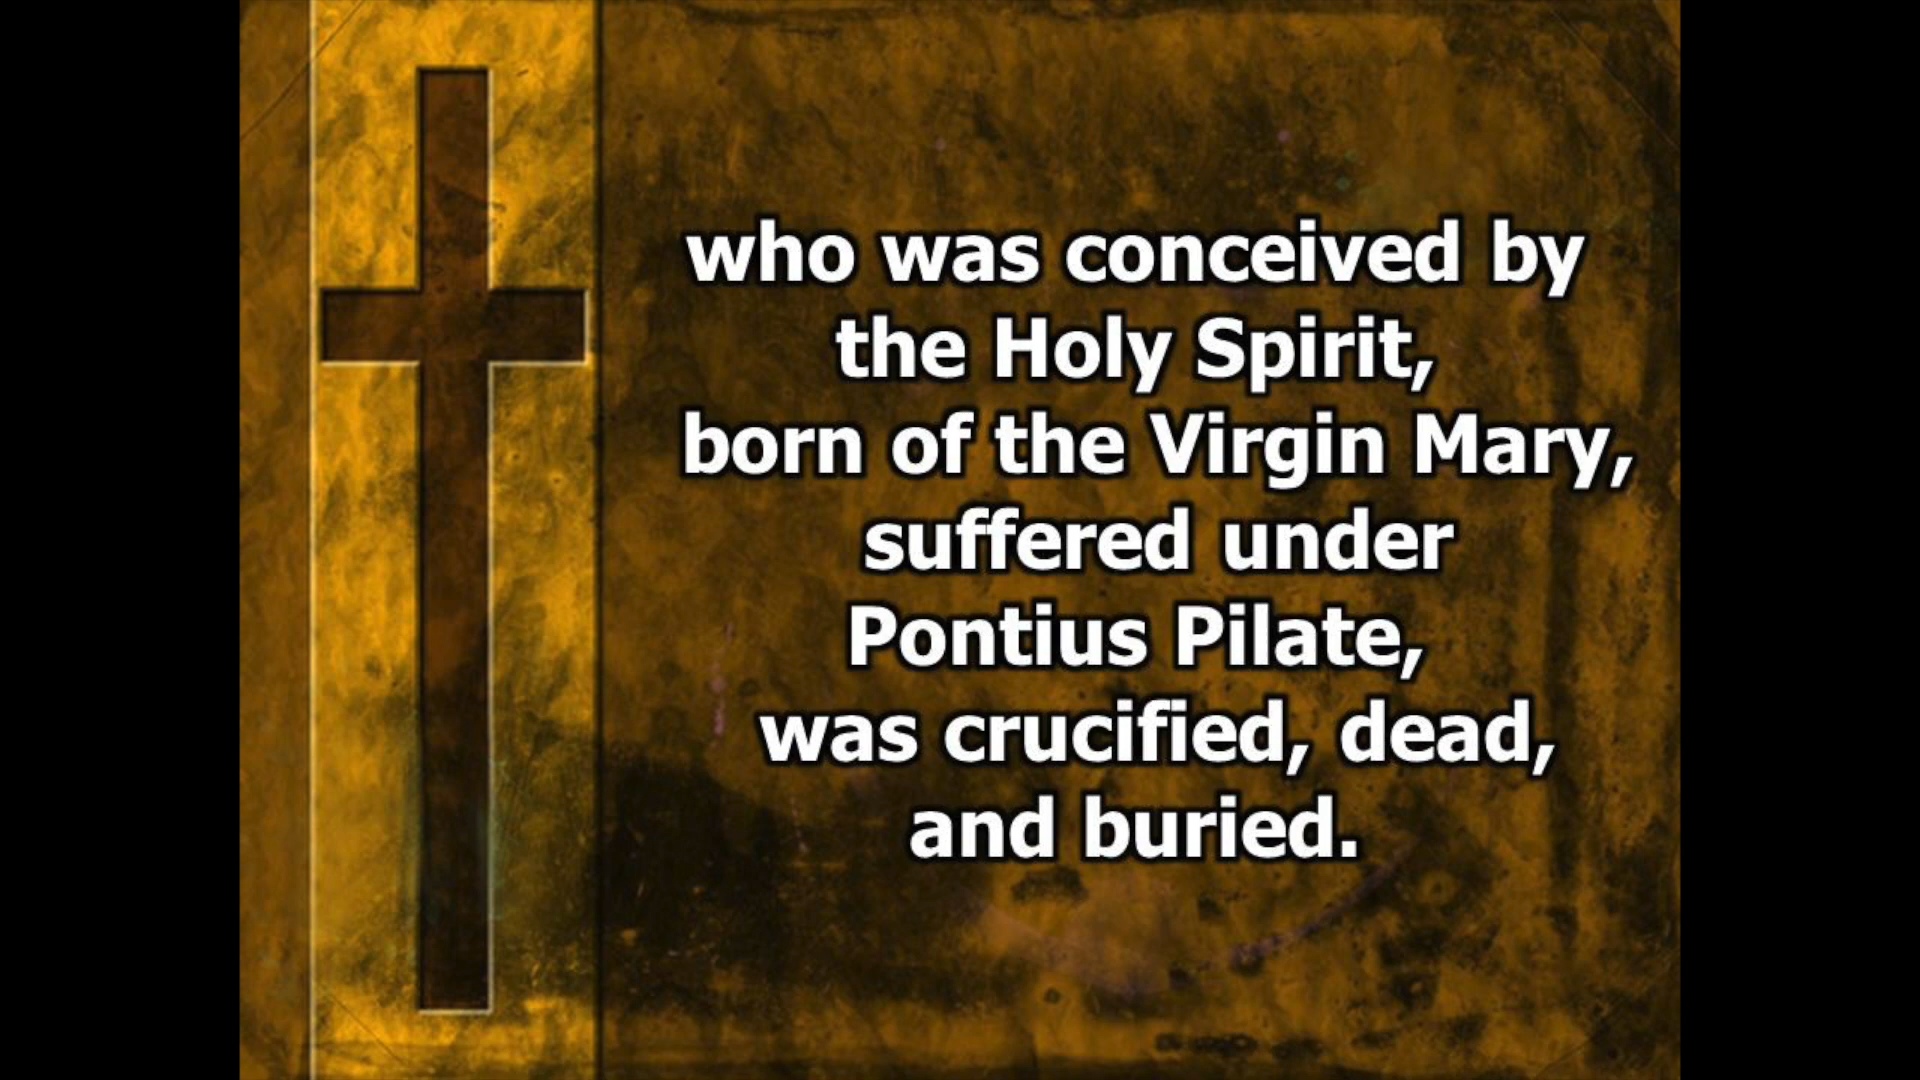 who was conceived by
the Holy Spirit,
born of the Virgin Mary,
suffered under
Pontius Pilate,
was crucified, dead,
and buried.